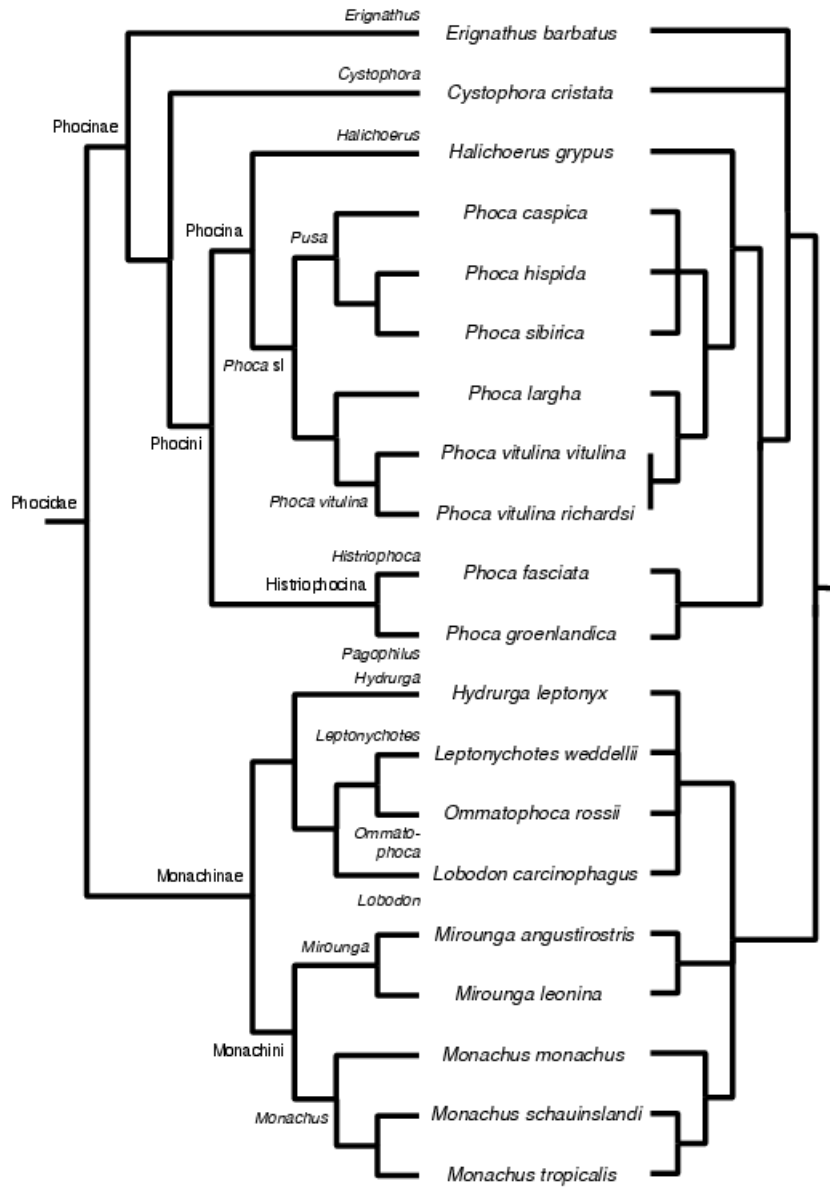 Erignathus
Erignathus barbatus
Cystophora
Cystophora cristata
Phocinae
Halichoerus
Halichoerus grypus
Phoca caspica
Phocina
Pusa
Phoca hispida
Phoca sibirica
Phoca sl
Phoca largha
Phocini
Phoca vitulina vitulina
Phoca vitulina
Phocidae
Phoca vitulina richardsi
Histriophoca
Phoca fasciata
Histriophocina
Phoca groenlandica
Pagophilus
Hydrurga
Hydrurga leptonyx
Leptonychotes
Leptonychotes weddellii
Ommatophoca rossii
Ommato-
phoca
Monachinae
Lobodon carcinophagus
Lobodon
Mirounga angustirostris
Mirounga
Mirounga leonina
Monachini
Monachus monachus
Monachus
Monachus schauinslandi
Monachus tropicalis